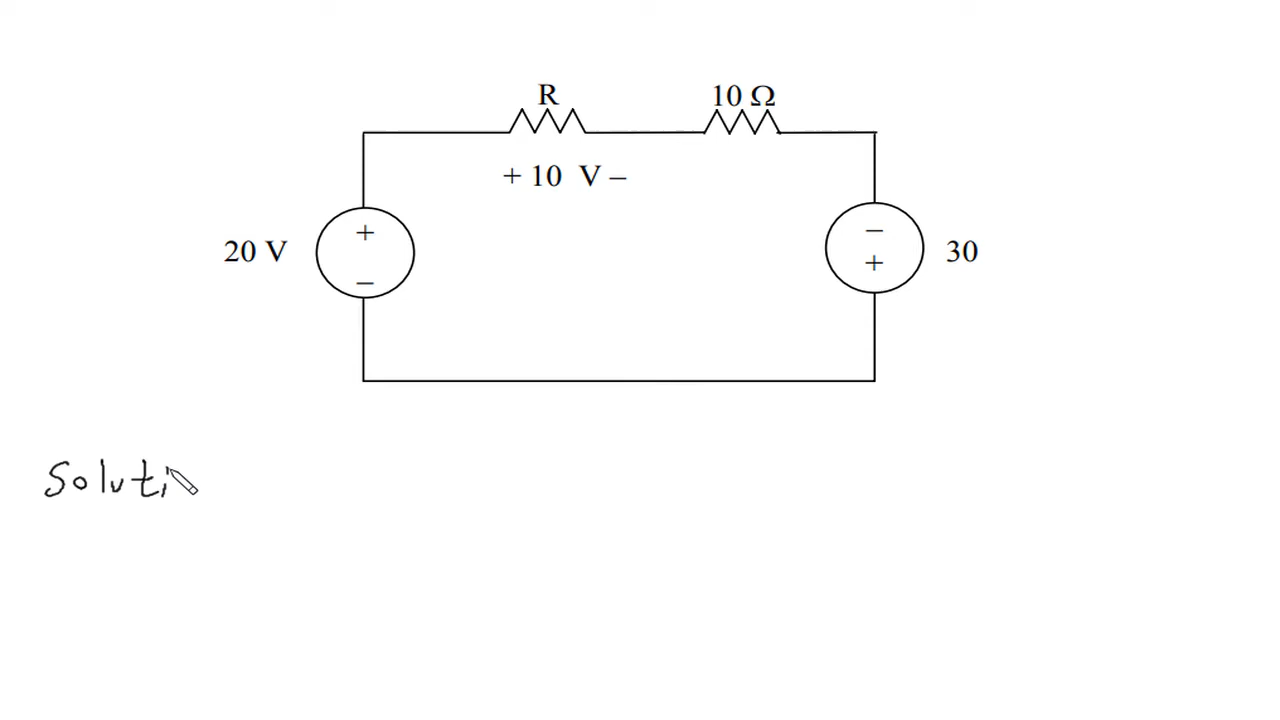 R
10 Ω
+ 10 V –
20 V
+
–
–
+
30
Soluti